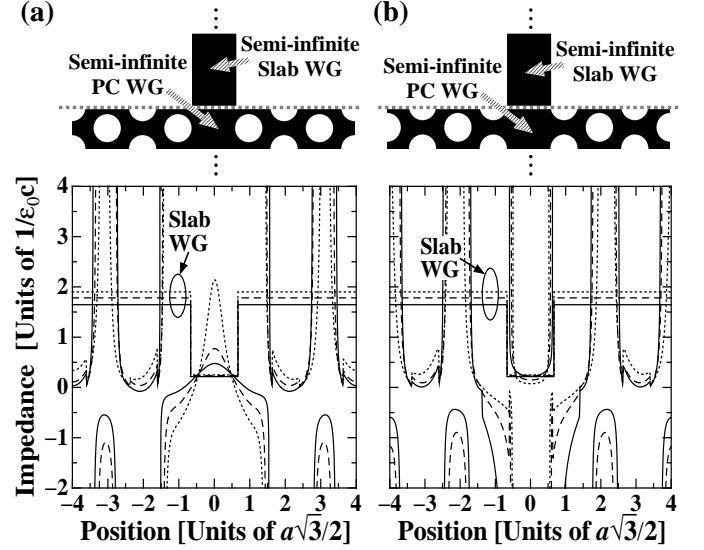 (a)
Semi-infinite
Slab WG
Semi-infinite
PC WG
(b)
Semi-infinite
Slab WG
Semi-infinite
PC WG
Impedance [Units of 1/ε₀c]
4
3
2
1
0
−1
−2
Slab
WG
−4 −3 −2 −1 0 1 2 3 4
Position [Units of a√3/2]
Slab
WG
−4 −3 −2 −1 0 1 2 3 4
Position [Units of a√3/2]